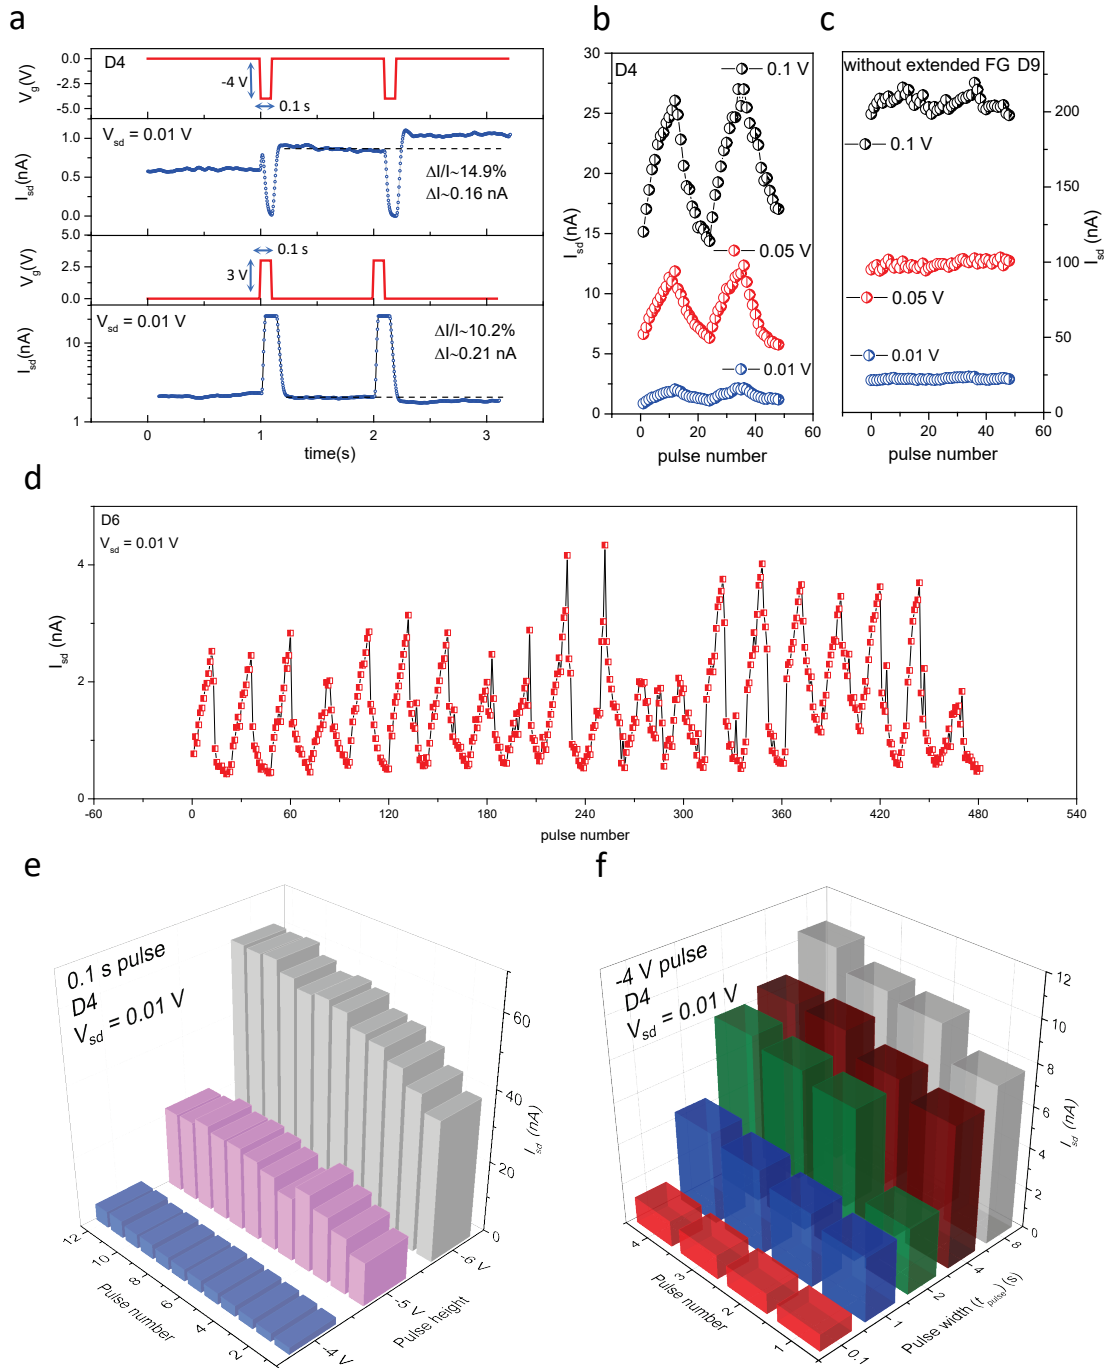 a
D4
-4 V
0.1 s
V_g(V)
0.0
-2.5
-5.0
V_sd = 0.01 V
I_sd(nA)
1.0
0.5
0.0
ΔI/I~14.9%
ΔI~0.16 nA
V_g(V)
5.0
2.5
0.0
3 V
0.1 s
V_sd = 0.01 V
I_sd(nA)
10
1
ΔI/I~10.2%
ΔI~0.21 nA
0 1 2 3
time(s)
b
D4
I_sd(nA)
30
25
20
15
10
5
0
0.1 V
0.05 V
0.01 V
0 20 40 60
pulse number
c
without extended FG D9
0.1 V
0.05 V
0.01 V
200
150
100
50
0
I_sd (nA)
0 20 40 60
pulse number
d
D6
V_sd = 0.01 V
I_sd (nA)
4
2
0
-60 0 60 120 180 240 300 360 420 480 540
pulse number
e
0.1 s pulse
D4
V_sd = 0.01 V
60
40
20
0
I_sd (nA)
12 10 8 6 4 2
Pulse number
-4 V -5 V -6 V
Pulse height
f
-4 V pulse
D4
V_sd = 0.01 V
12
10
8
6
4
2
0
I_sd (nA)
4 3 2 1
Pulse number
0.1 1 2 4 8
Pulse width (t_pulse) (s)